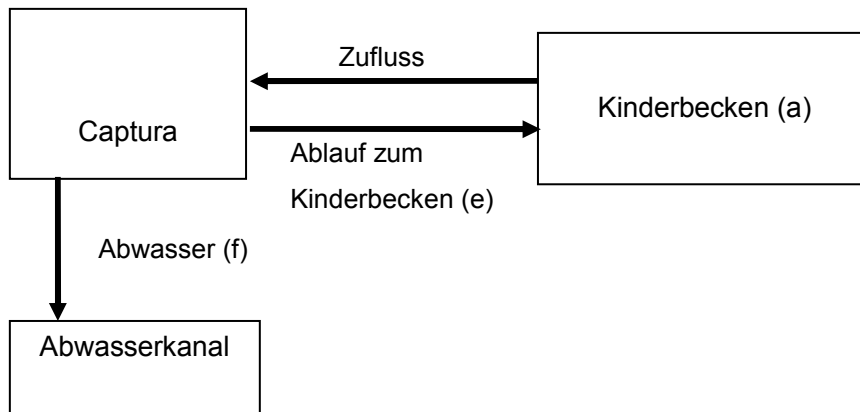 Zufluss
Captura
Kinderbecken (a)
Ablauf zum
Kinderbecken (e)
Abwasser (f)
Abwasserkanal